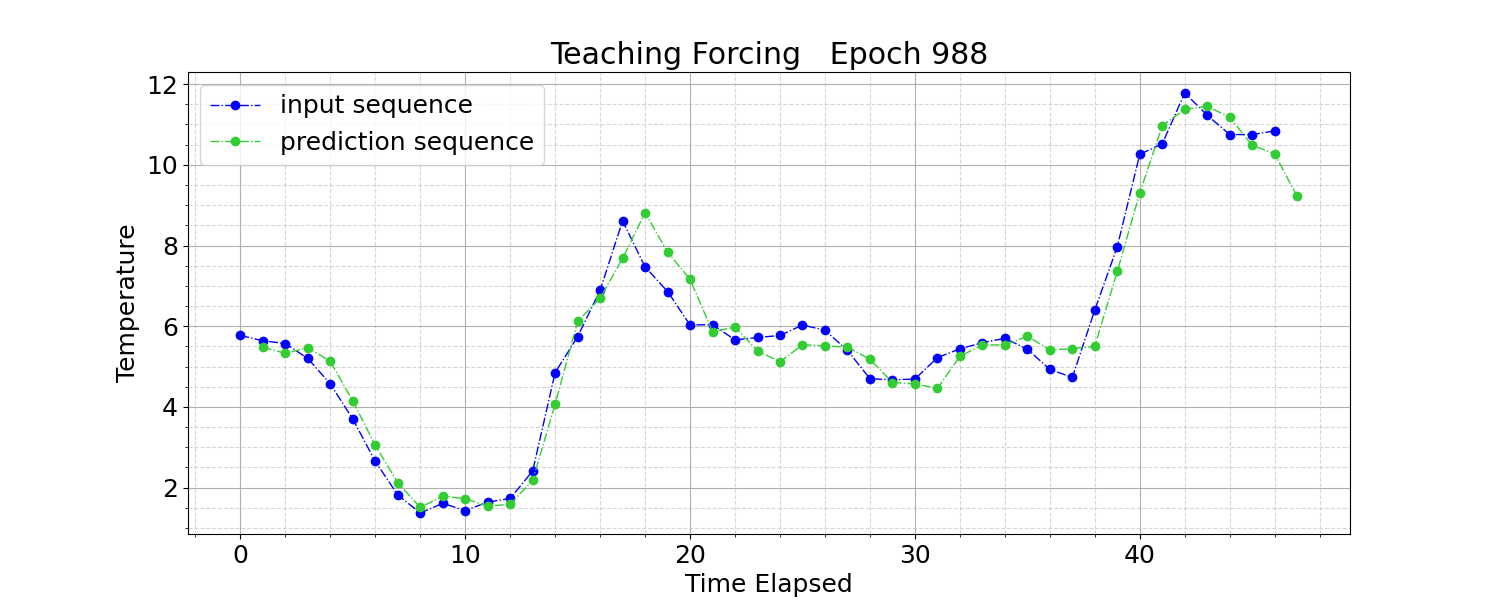 Teaching Forcing   Epoch 988
input sequence
prediction sequence
Temperature
12
10
8
6
4
2
0 10 20 30 40
Time Elapsed